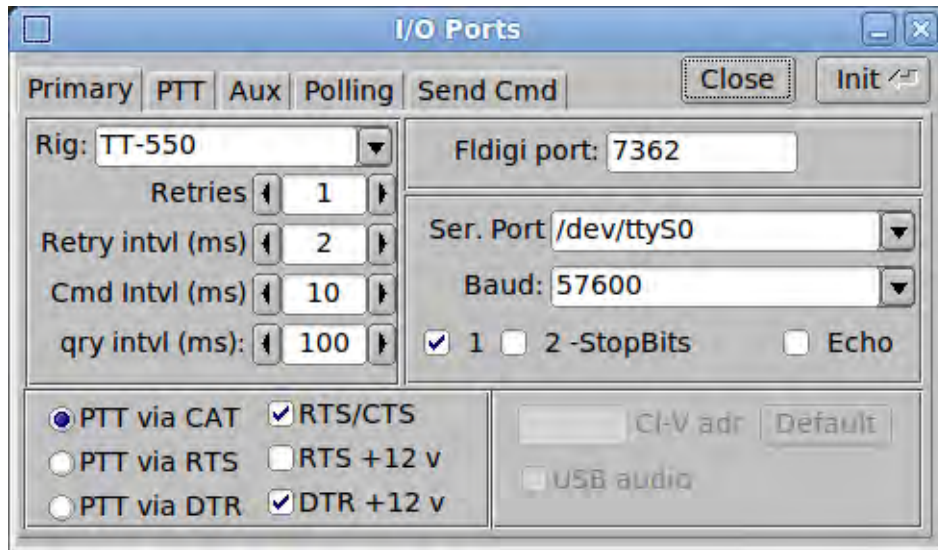 I/O Ports
Primary PTT Aux Polling Send Cmd Close Init
Rig: TT-550
Retries 1
Retry intvl (ms) 2
Cmd Intvl (ms) 10
qry intvl (ms): 100
Fldigi port: 7362
Ser. Port /dev/ttyS0
Baud: 57600
1 2 -StopBits Echo
PTT via CAT RTS/CTS
PTT via RTS RTS +12 v
PTT via DTR DTR +12 v
CI-V adr Default
USB audio